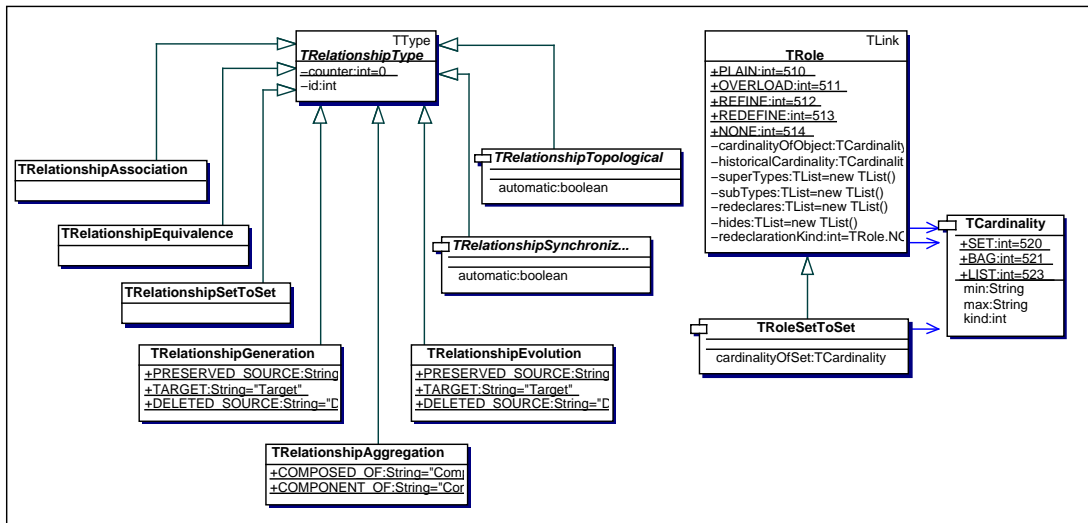 TType
TRelationshipType
–counter:int=0
–id:int
TRelationshipAssociation
TRelationshipEquivalence
TRelationshipSetToSet
TRelationshipGeneration
+PRESERVED_SOURCE:String
+TARGET:String="Target"
+DELETED_SOURCE:String="D
TRelationshipAggregation
+COMPOSED_OF:String="Comp
+COMPONENT_OF:String="Cor
TRelationshipEvolution
+PRESERVED_SOURCE:String
+TARGET:String="Target"
+DELETED_SOURCE:String="D
TRelationshipTopological
automatic:boolean
TRelationshipSynchroniz...
automatic:boolean
TLink
TRole
+PLAIN:int=510
+OVERLOAD:int=511
+REFINE:int=512
+REDEFINE:int=513
+NONE:int=514
–cardinalityOfObject:TCardinality
–historicalCardinality:TCardinalit
–superTypes:TList=new TList()
–subTypes:TList=new TList()
–redeclares:TList=new TList()
–hides:TList=new TList()
–redeclarationKind:int=TRole.NO
TRoleSetToSet
cardinalityOfSet:TCardinality
TCardinality
+SET:int=520
+BAG:int=521
+LIST:int=523
min:String
max:String
kind:int